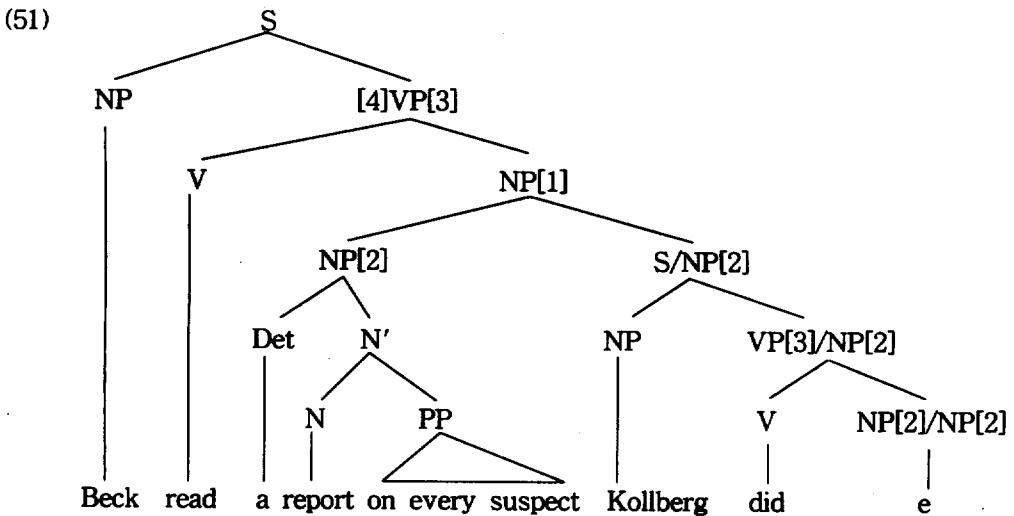 (51) S
NP [4]VP[3]
V NP[1]
NP[2] S/NP[2]
Det N' NP VP[3]/NP[2]
N PP V NP[2]/NP[2]
Beck read a report on every suspect Kollberg did e